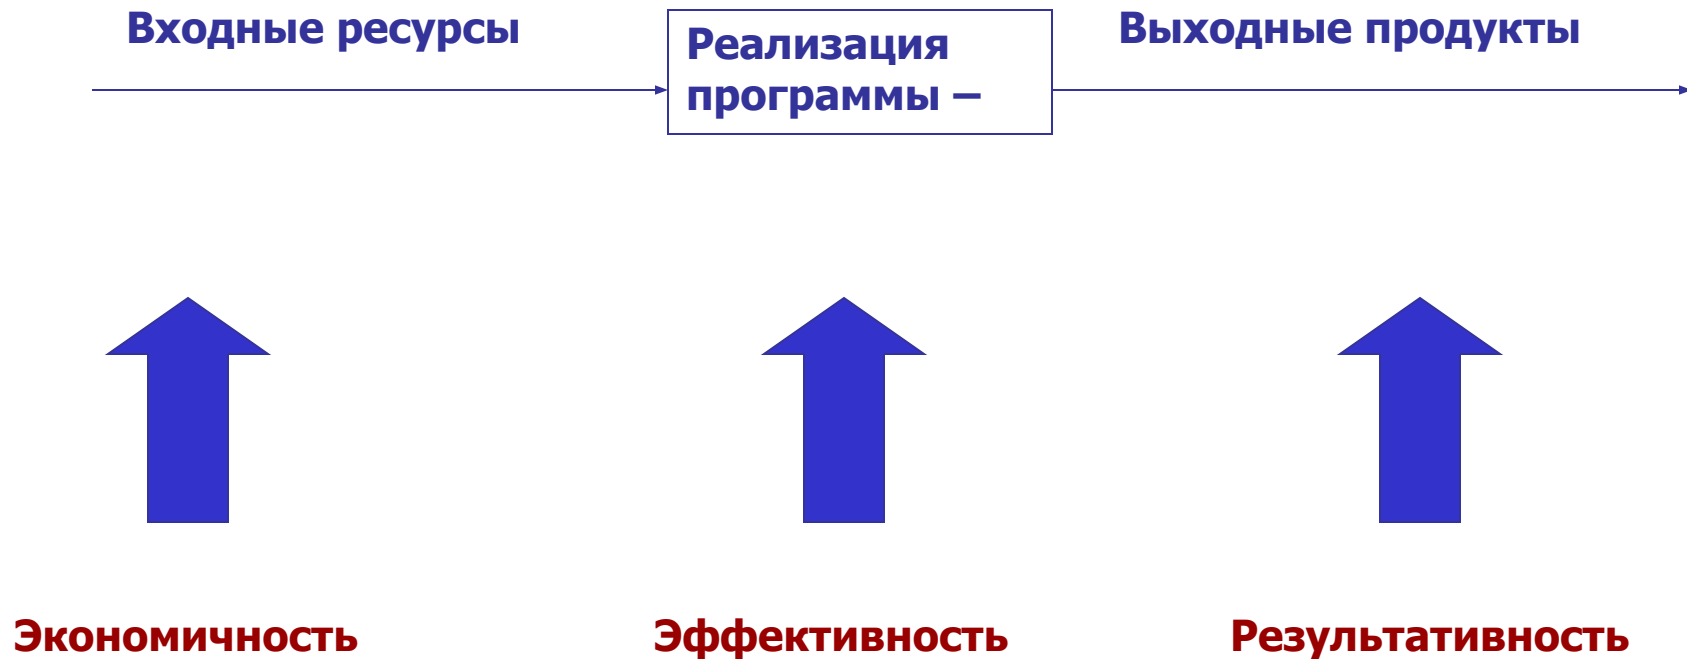 Входные ресурсы
Реализация
программы –
Выходные продукты
Экономичность
Эффективность
Результативность